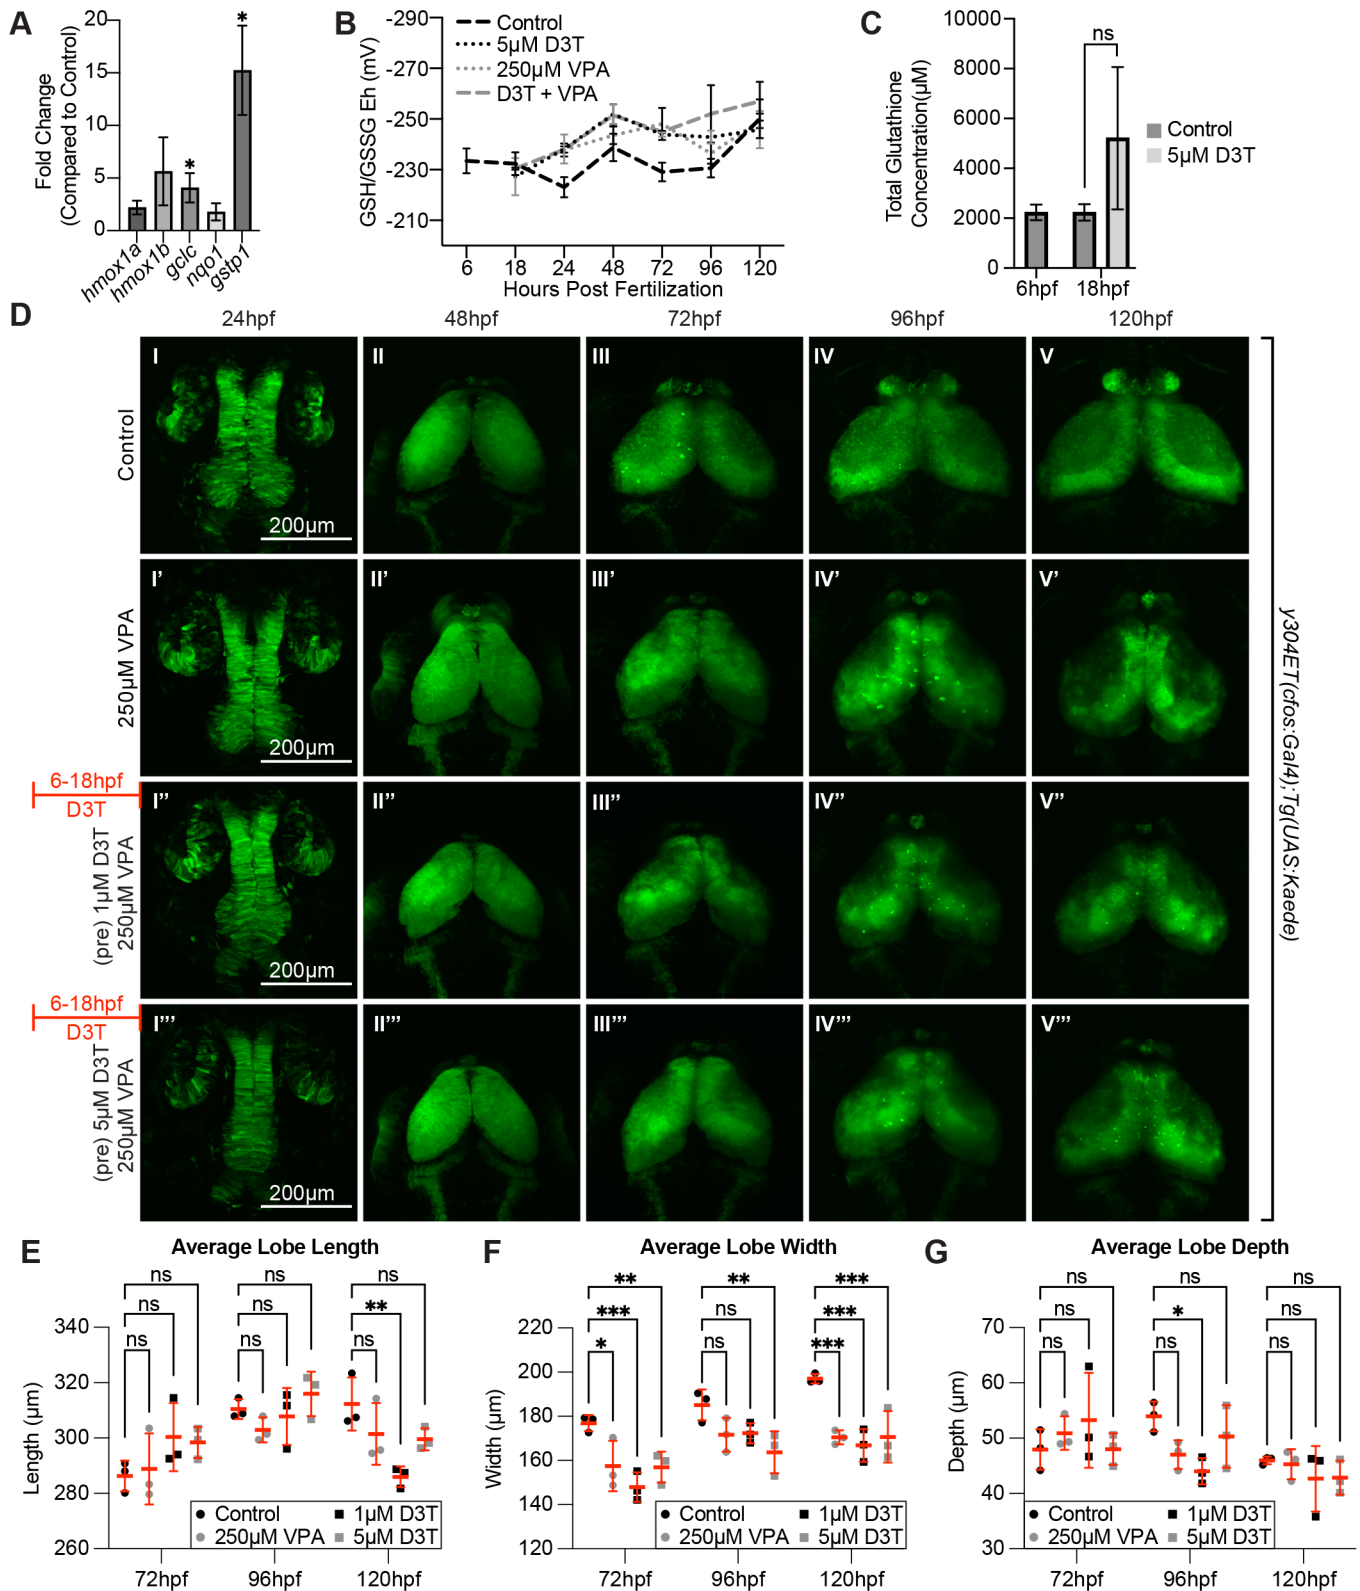 A
Fold Change
(Compared to Control)
20
15
10
5
0
*
*
hmox1a
hmox1b
gclc
nqo1
gstp1
B
GSH/GSSG Eh (mV)
-290
-270
-250
-230
-210
Control
5µM D3T
250µM VPA
D3T + VPA
6 18 24 48 72 96 120
Hours Post Fertilization
C
Total Glutathione
Concentration(µM)
10000
8000
6000
4000
2000
0
ns
Control
5µM D3T
6hpf 18hpf
D
24hpf 48hpf 72hpf 96hpf 120hpf
Control
I II III IV V
200µm
250µM VPA
I' II' III' IV' V'
200µm
6-18hpf
D3T
(pre) 1µM D3T
250µM VPA
I'' II'' III'' IV'' V''
200µm
6-18hpf
D3T
(pre) 5µM D3T
250µM VPA
I''' II''' III''' IV''' V'''
200µm
y304ET(cfos:Gal4);Tg(UAS:Kaede)
E
Average Lobe Length
Length (µm)
340
320
300
280
260
ns ns ns
ns ns **
ns ns ns
Control 1µM D3T
250µM VPA 5µM D3T
72hpf 96hpf 120hpf
F
Average Lobe Width
Width (µm)
220
200
180
160
140
120
** ** ***
*** ns ***
* ns ***
Control 1µM D3T
250µM VPA 5µM D3T
72hpf 96hpf 120hpf
G
Average Lobe Depth
Depth (µm)
70
60
50
40
30
ns ns ns
ns * ns
ns ns ns
Control 1µM D3T
250µM VPA 5µM D3T
72hpf 96hpf 120hpf